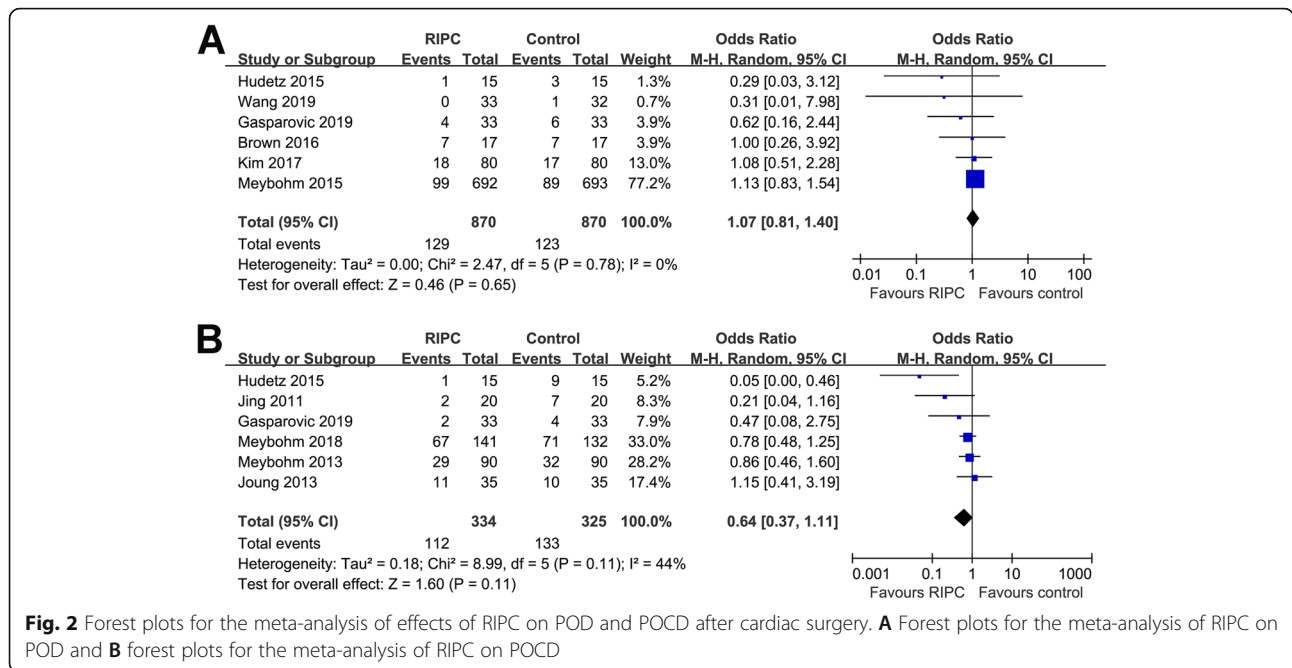 A
RIPC Control Odds Ratio Odds Ratio
Study or Subgroup Events Total Events Total Weight M-H, Random, 95% CI M-H, Random, 95% CI
Hudetz 2015 1 15 3 15 1.3% 0.29 [0.03, 3.12]
Wang 2019 0 33 1 32 0.7% 0.31 [0.01, 7.98]
Gasparovic 2019 4 33 6 33 3.9% 0.62 [0.16, 2.44]
Brown 2016 7 17 7 17 3.9% 1.00 [0.26, 3.92]
Kim 2017 18 80 17 80 13.0% 1.08 [0.51, 2.28]
Meybohm 2015 99 692 89 693 77.2% 1.13 [0.83, 1.54]
Total (95% CI) 870 870 100.0% 1.07 [0.81, 1.40]
Total events 129 123
Heterogeneity: Tau² = 0.00; Chi² = 2.47, df = 5 (P = 0.78); I² = 0%
Test for overall effect: Z = 0.46 (P = 0.65)
0.01 0.1 1 10 100
Favours RIPC Favours control
B
RIPC Control Odds Ratio Odds Ratio
Study or Subgroup Events Total Events Total Weight M-H, Random, 95% CI M-H, Random, 95% CI
Hudetz 2015 1 15 9 15 5.2% 0.05 [0.00, 0.46]
Jing 2011 2 20 7 20 8.3% 0.21 [0.04, 1.16]
Gasparovic 2019 2 33 4 33 7.9% 0.47 [0.08, 2.75]
Meybohm 2018 67 141 71 132 33.0% 0.78 [0.48, 1.25]
Meybohm 2013 29 90 32 90 28.2% 0.86 [0.46, 1.60]
Joung 2013 11 35 10 35 17.4% 1.15 [0.41, 3.19]
Total (95% CI) 334 325 100.0% 0.64 [0.37, 1.11]
Total events 112 133
Heterogeneity: Tau² = 0.18; Chi² = 8.99, df = 5 (P = 0.11); I² = 44%
Test for overall effect: Z = 1.60 (P = 0.11)
0.001 0.1 1 10 1000
Favours RIPC Favours control
Fig. 2 Forest plots for the meta-analysis of effects of RIPC on POD and POCD after cardiac surgery. A Forest plots for the meta-analysis of RIPC on
POD and B forest plots for the meta-analysis of RIPC on POCD